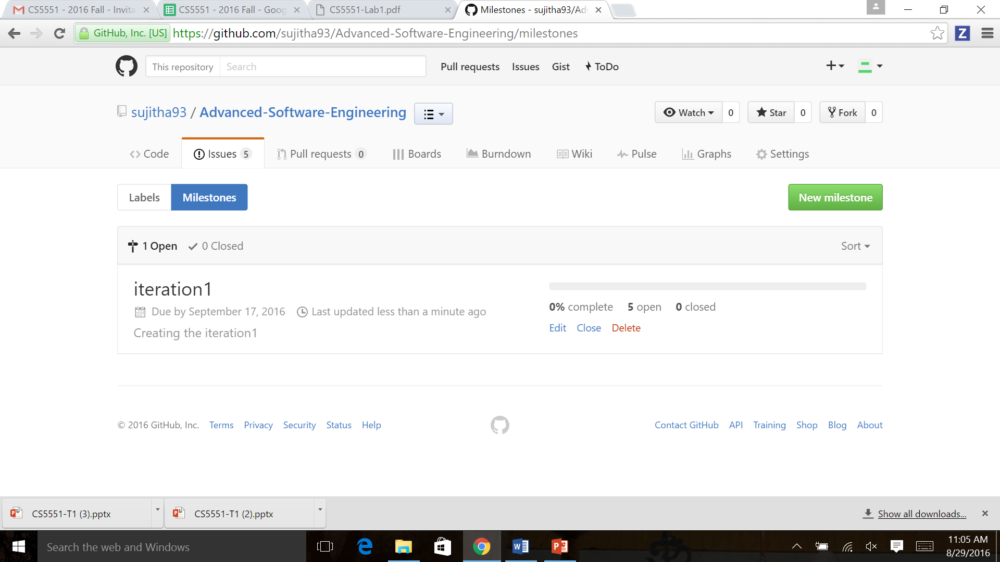 CS5551 - 2016 Fall - Invita
CS5551 - 2016 Fall - Goog
CS5551-Lab1.pdf
Milestones - sujitha93/Ad
GitHub, Inc. [US] https://github.com/sujitha93/Advanced-Software-Engineering/milestones
Z
This repository Search Pull requests Issues Gist ToDo
sujitha93 / Advanced-Software-Engineering Watch 0 Star 0 Fork 0
Code Issues 5 Pull requests 0 Boards Burndown Wiki Pulse Graphs Settings
Labels Milestones New milestone
1 Open 0 Closed Sort
iteration1
Due by September 17, 2016 Last updated less than a minute ago
Creating the iteration1
0% complete 5 open 0 closed
Edit Close Delete
© 2016 GitHub, Inc. Terms Privacy Security Status Help Contact GitHub API Training Shop Blog About
CS5551-T1 (3).pptx CS5551-T1 (2).pptx Show all downloads...
Search the web and Windows
11:05 AM
8/29/2016